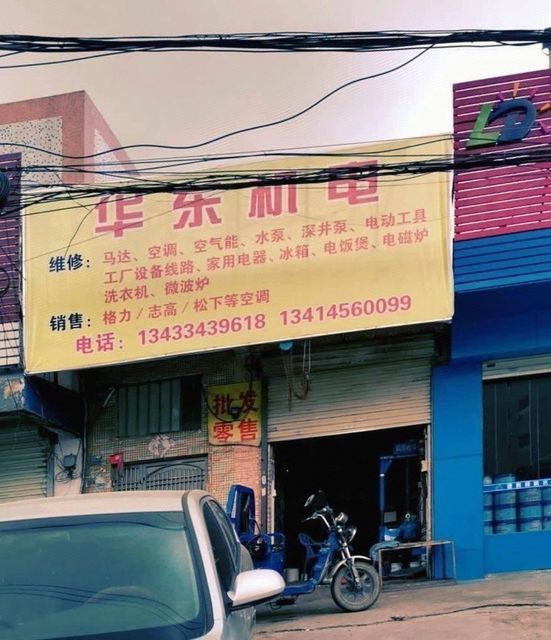 华东机电
维修：马达、空调、空气能、水泵、深井泵、电动工具
工厂设备线路、家用电器、冰箱、电饭煲、电磁炉
洗衣机、微波炉
销售：格力/志高/松下等空调
电话：13433439618 13414560099
批发
零售